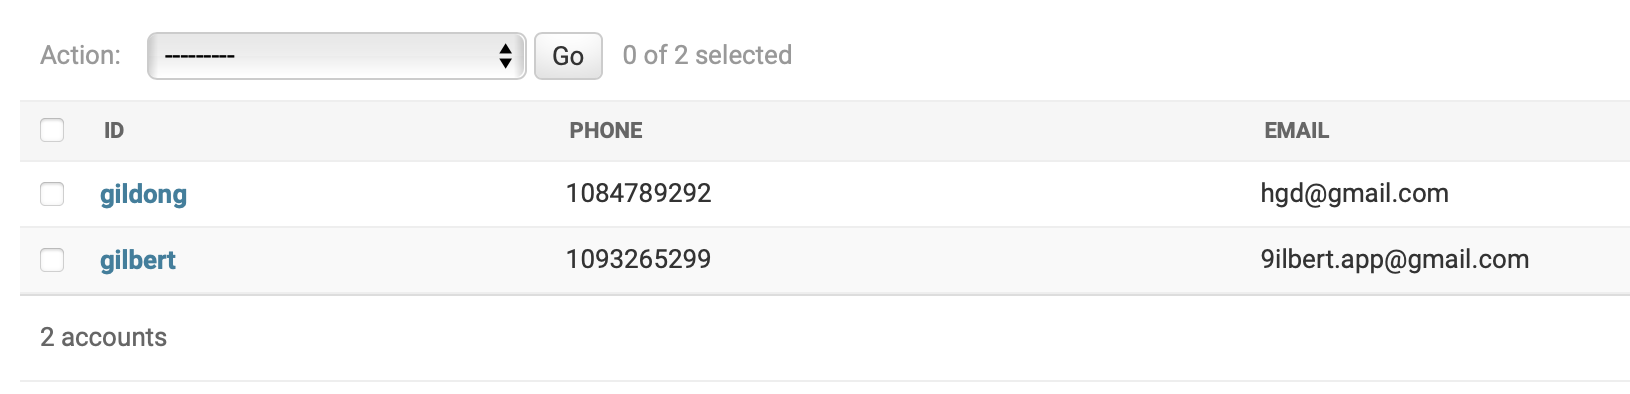 Action: --------- Go 0 of 2 selected
ID PHONE EMAIL
gildong 1084789292 hgd@gmail.com
gilbert 1093265299 9ilbert.app@gmail.com
2 accounts